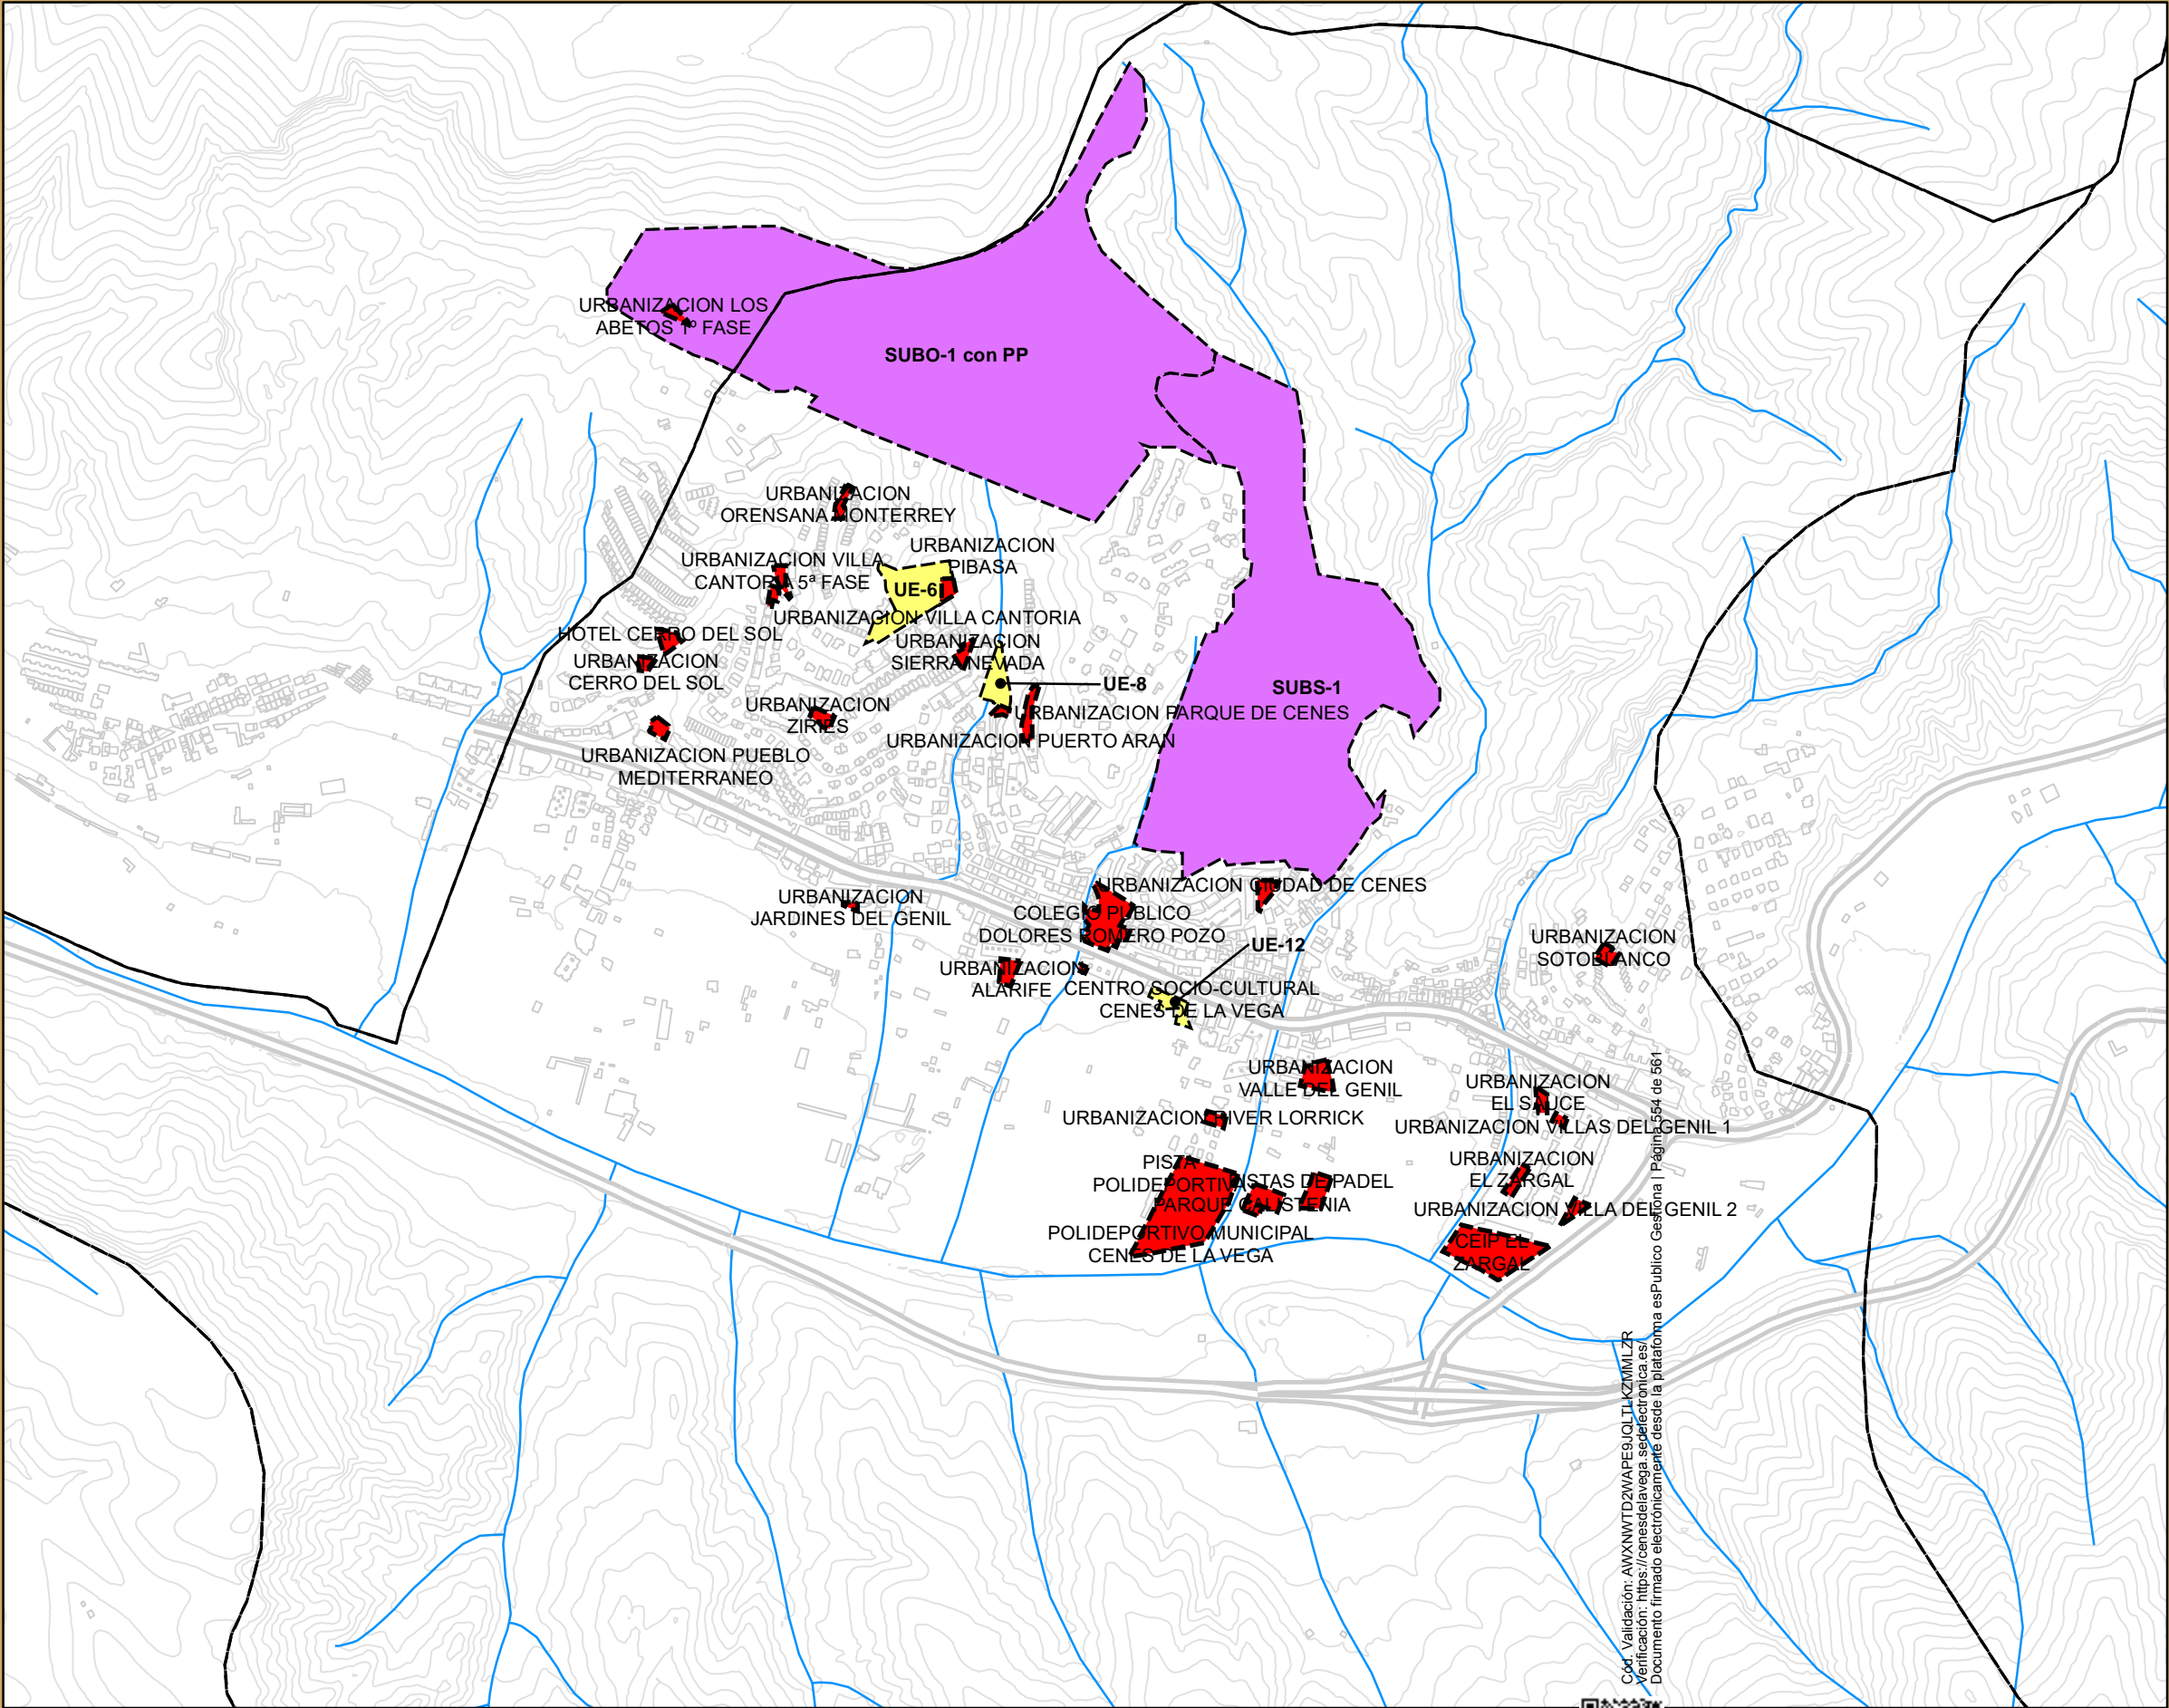 URBANIZACION LOS
ABETOS 1º FASE
SUBO-1 con PP
URBANIZACION
ORENSANA MONTERREY
URBANIZACION
PIBASA
URBANIZACION VILLA
CANTORIA 5ª FASE
UE-6
URBANIZACION VILLA CANTORIA
HOTEL CERRO DEL SOL
URBANIZACION
SIERRA NEVADA
URBANIZACION
CERRO DEL SOL
UE-8
SUBS-1
URBANIZACION
ZIRIES
URBANIZACION PARQUE DE CENES
URBANIZACION PUERTO ARAN
URBANIZACION PUEBLO
MEDITERRANEO
URBANIZACION CIUDAD DE CENES
URBANIZACION
JARDINES DEL GENIL
COLEGIO PUBLICO
DOLORES ROMERO POZO
UE-12
URBANIZACION
SOTOBLANCO
URBANIZACION
ALARIFE
CENTRO SOCIO-CULTURAL
CENES DE LA VEGA
URBANIZACION
VALLE DEL GENIL
URBANIZACION
EL SAUCE
URBANIZACION RIVER LORRICK
URBANIZACION VILLAS DEL GENIL 1
PISTA
POLIDEPORTIVA
PISTAS DE PADEL
PARQUE CALISTENIA
URBANIZACION
EL ZARGAL
URBANIZACION VILLA DEL GENIL 2
POLIDEPORTIVO MUNICIPAL
CENES DE LA VEGA
CEIP EL
ZARGAL
Cód. Validación: AWXNWTD2WAPE9JQLTLKZMMLZR
Verificación: https://cenesdelavega.sedelectronica.es/
Documento firmado electrónicamente desde la plataforma esPublico Gestiona | Página 554 de 561